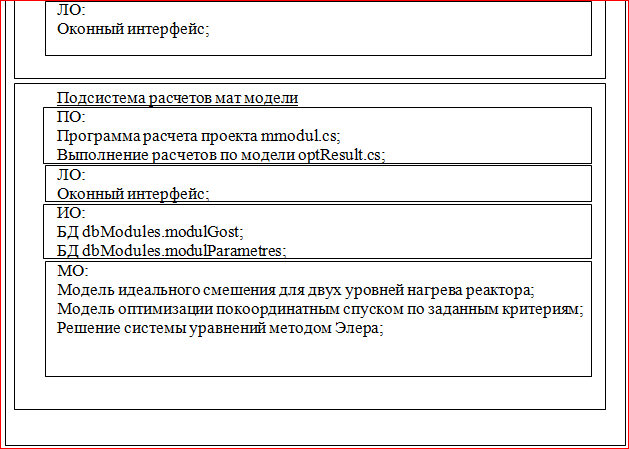 ЛО:
Оконный интерфейс;
Подсистема расчетов мат модели
ПО:
Программа расчета проекта mmodul.cs;
Выполнение расчетов по модели optResult.cs;
ЛО:
Оконный интерфейс;
ИО:
БД dbModules.modulGost;
БД dbModules.modulParametres;
МО:
Модель идеального смешения для двух уровней нагрева реактора;
Модель оптимизации покоординатным спуском по заданным критериям;
Решение системы уравнений методом Элера;